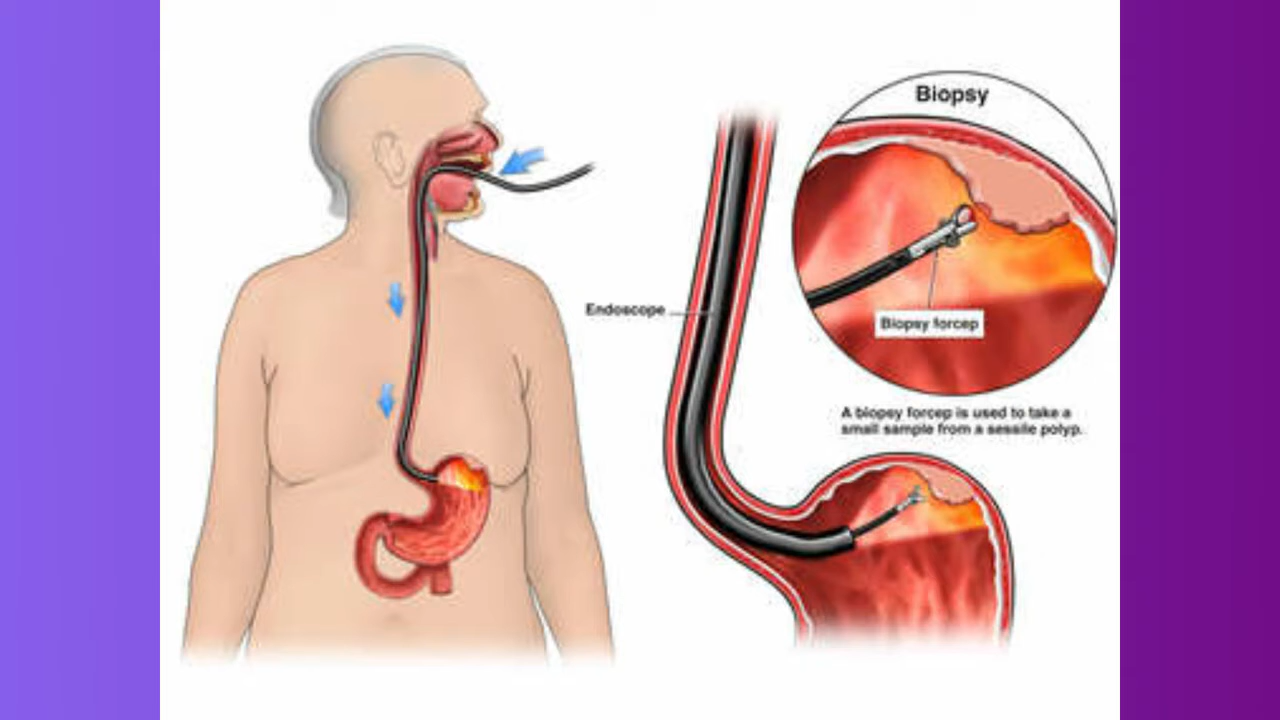 Biopsy
Endoscope
Biopsy forcep
A biopsy forcep is used to take a
small sample from a sessile polyp.